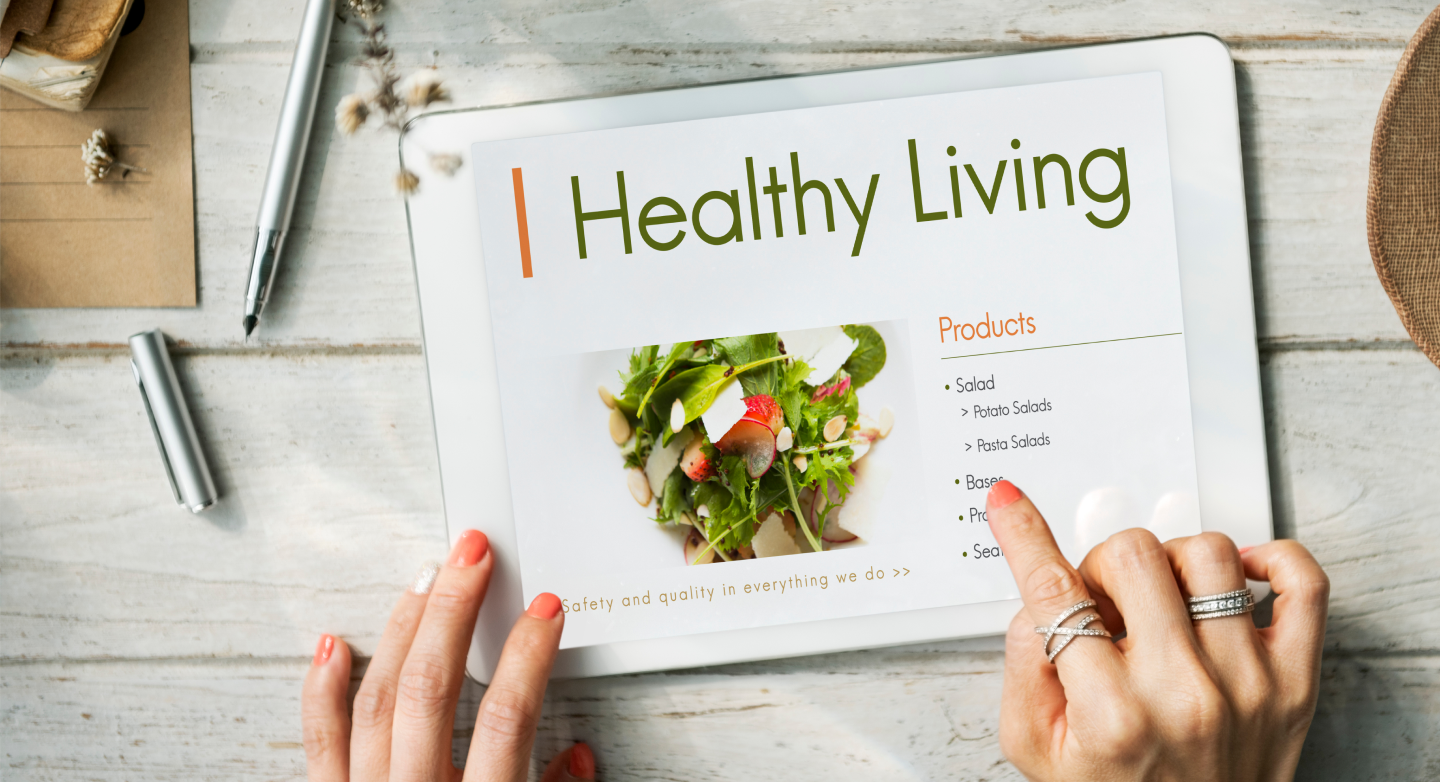 Healthy Living
Products
• Salad
> Potato Salads
> Pasta Salads
• Bases
Safety and quality in everything we do >>